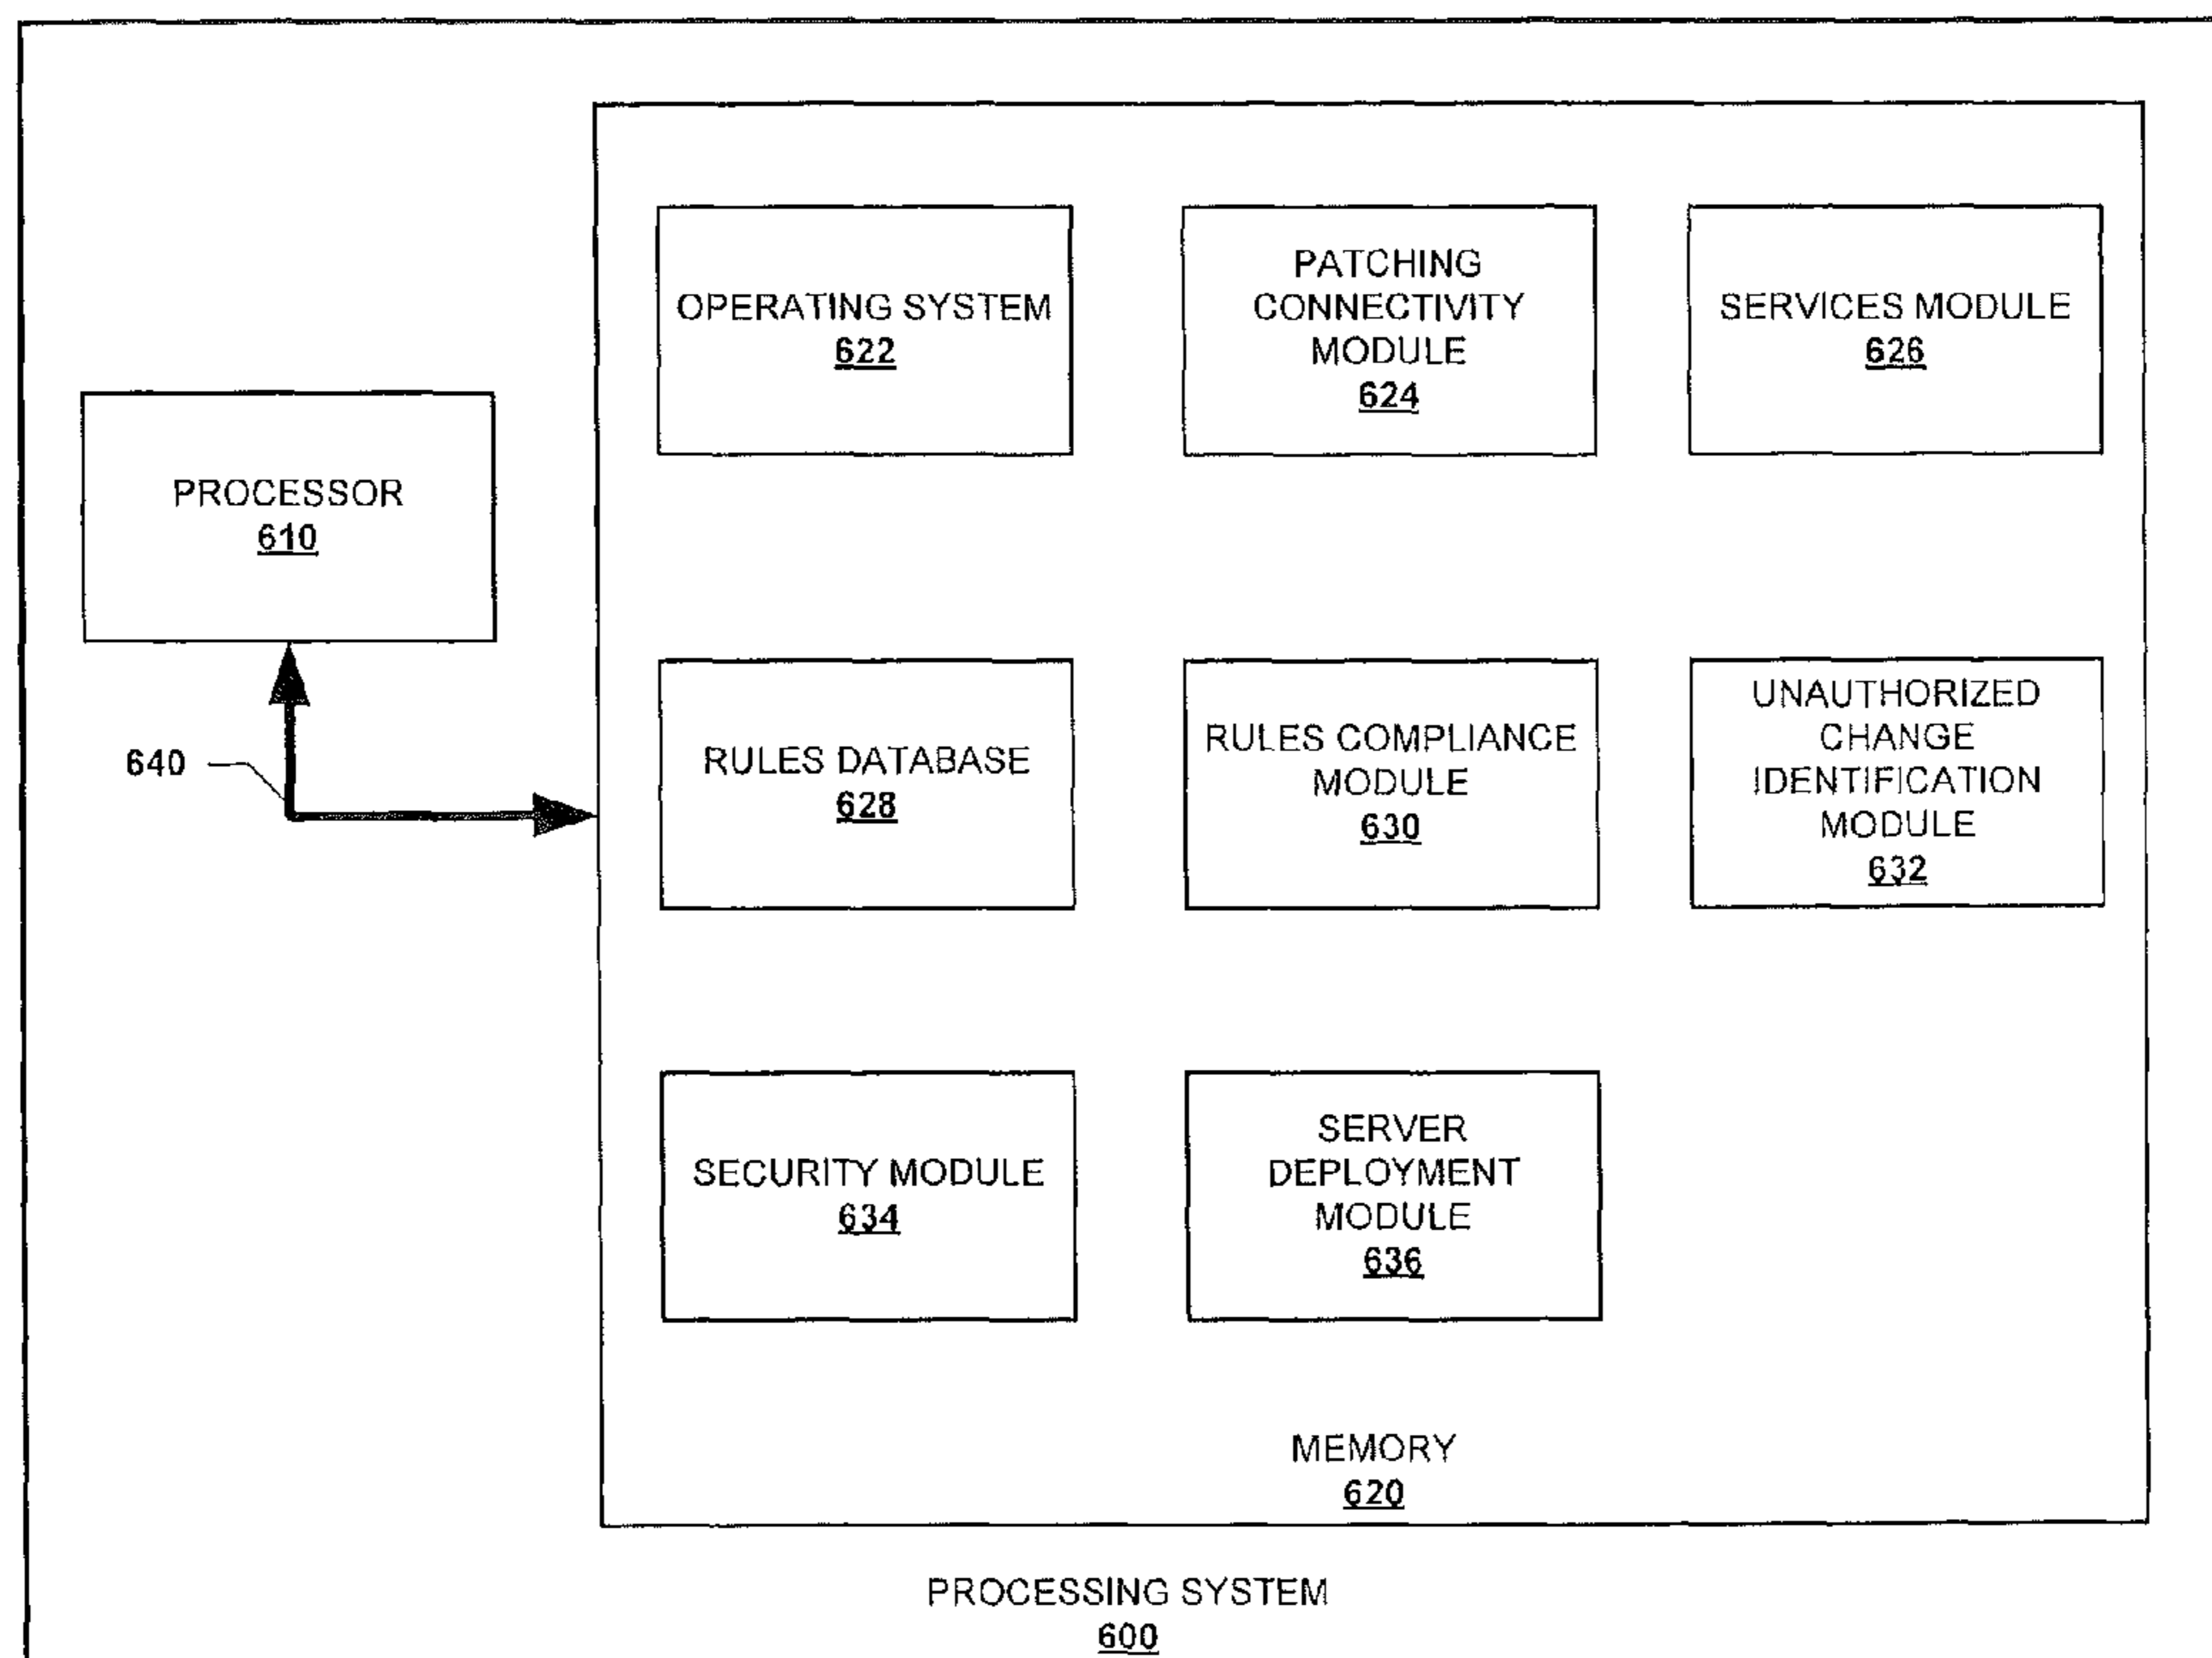 OPERATING SYSTEM
622
PATCHING
CONNECTIVITY
MODULE
624
SERVICES MODULE
626
PROCESSOR
610
640
RULES DATABASE
628
RULES COMPLIANCE
MODULE
630
UNAUTHORIZED
CHANGE
IDENTIFICATION
MODULE
632
SECURITY MODULE
634
SERVER
DEPLOYMENT
MODULE
636
MEMORY
620
PROCESSING SYSTEM
600